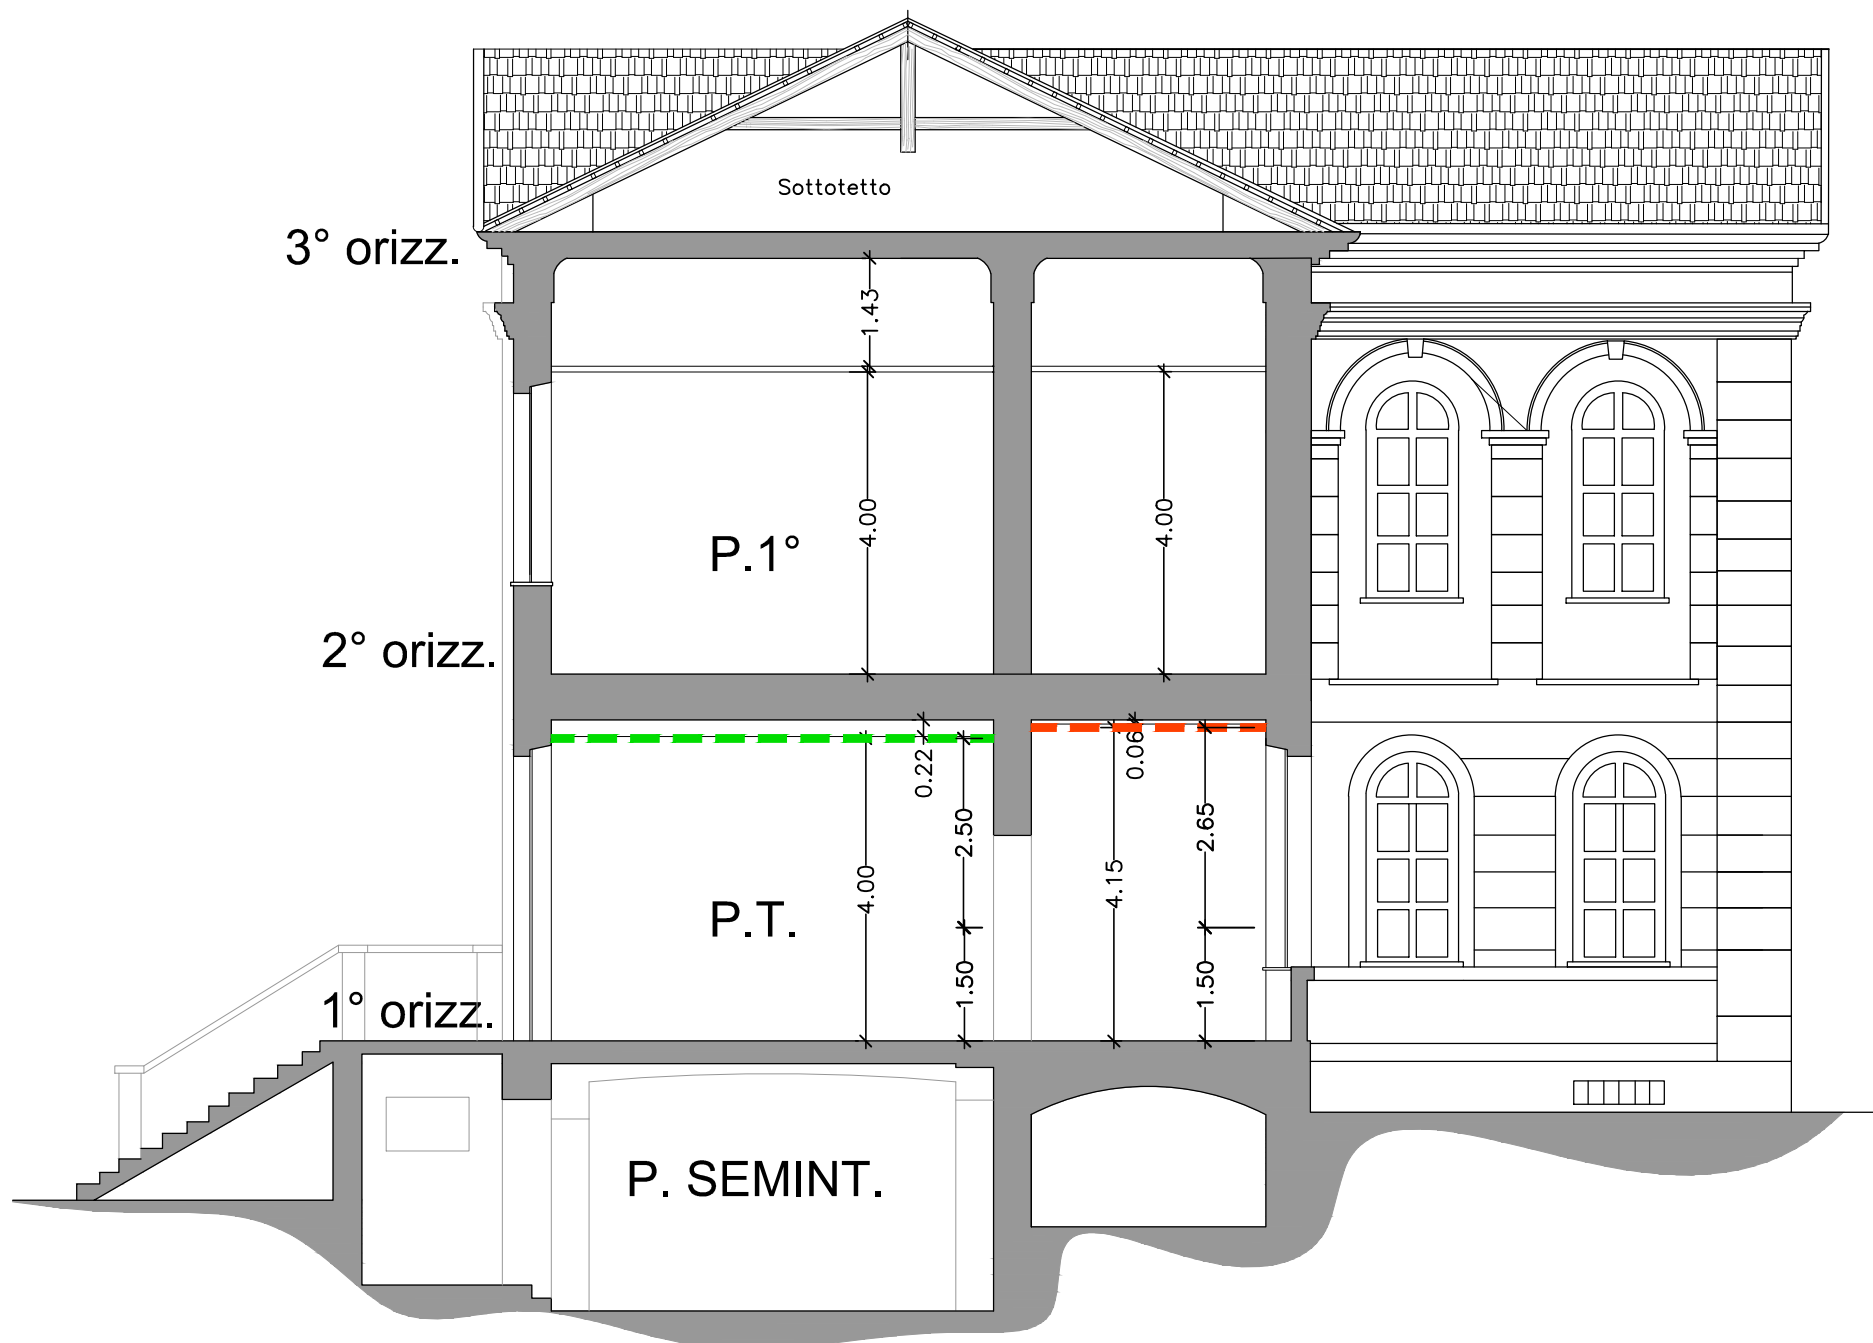 Sottotetto
3° orizz.
1.43
4.00
4.00
P.1°
2° orizz.
0.22
0.06
2.50
2.65
4.00
4.15
P.T.
1.50
1.50
1° orizz.
P. SEMINT.